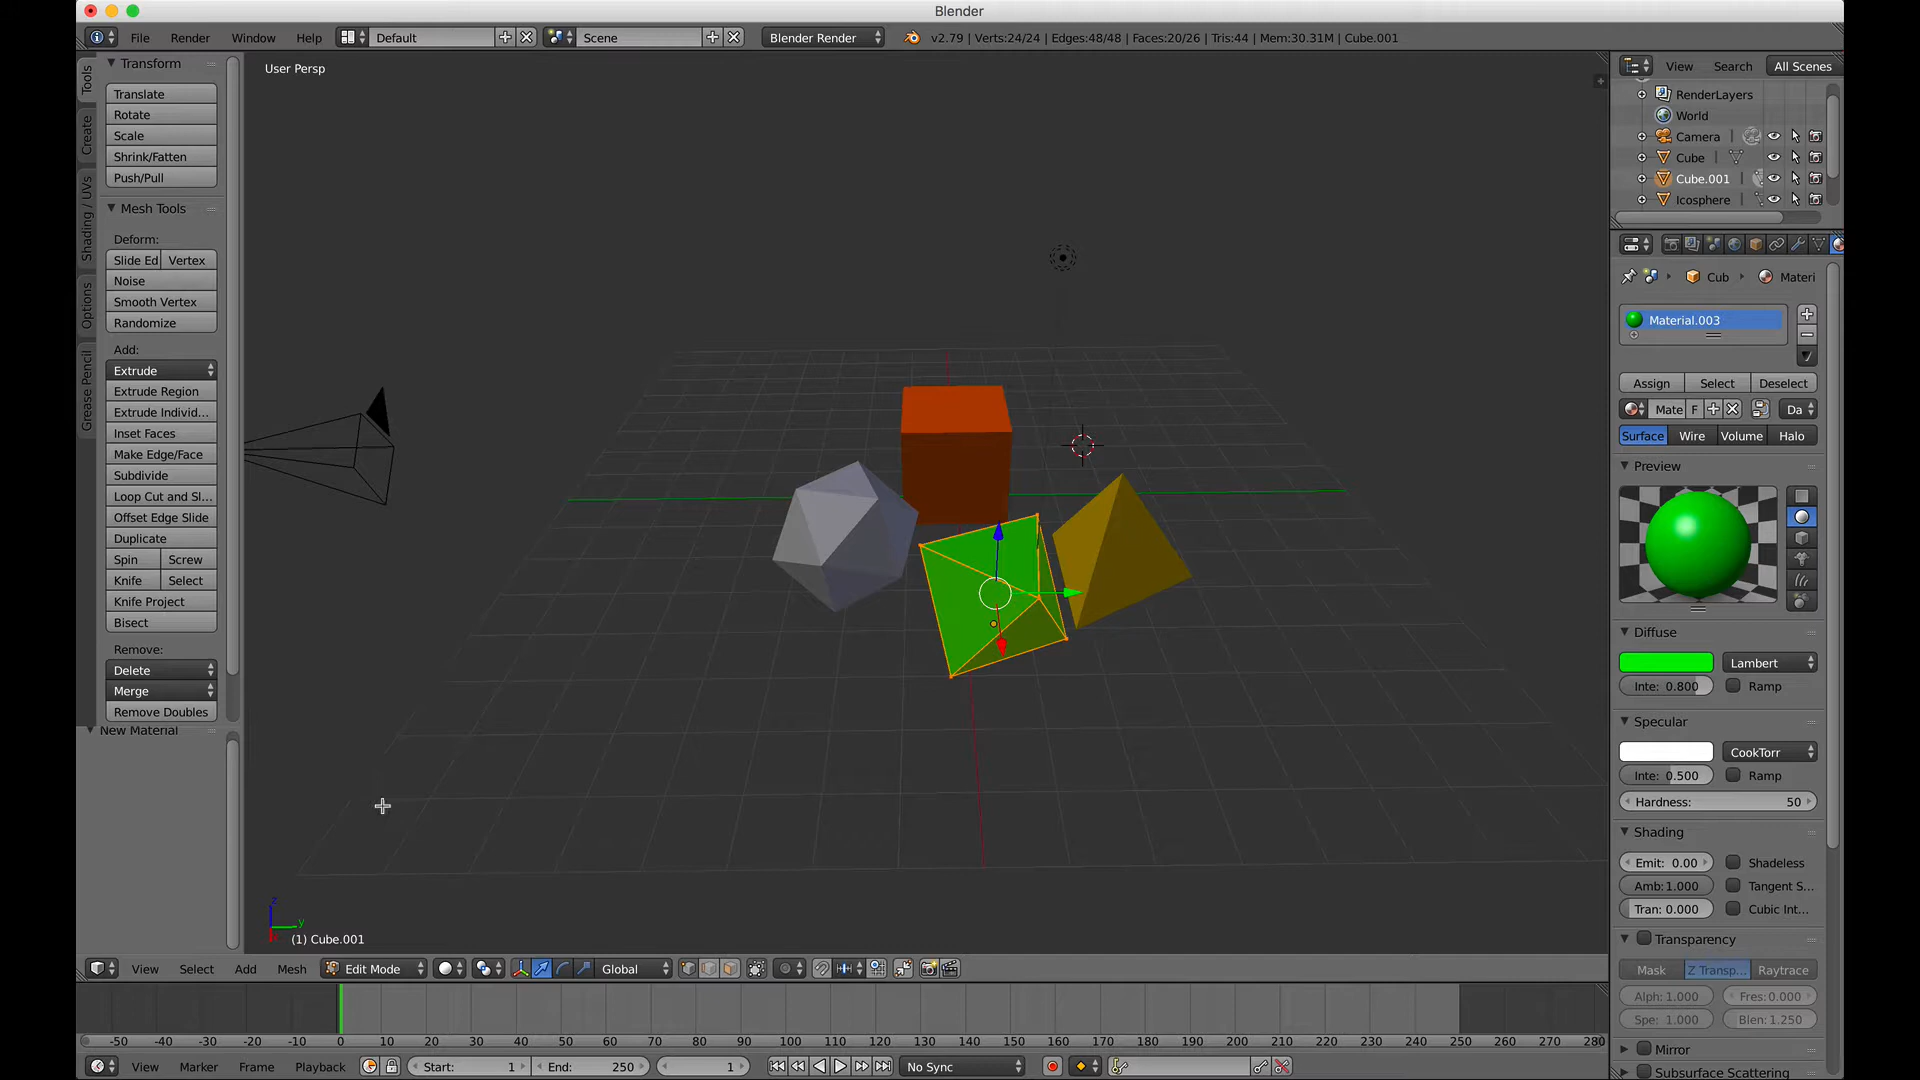 Blender
File Render Window Help Default Scene Blender Render v2.79 | Verts:24/24 | Edges:48/48 | Faces:20/26 | Tris:44 | Mem:30.31M | Cube.001
Tools
Create
Shading / UVs
Options
Grease Pencil
Transform
Translate
Rotate
Scale
Shrink/Fatten
Push/Pull
Mesh Tools
Deform:
Slide Ed Vertex
Noise
Smooth Vertex
Randomize
Add:
Extrude
Extrude Region
Extrude Individ...
Inset Faces
Make Edge/Face
Subdivide
Loop Cut and Sl...
Offset Edge Slide
Duplicate
Spin Screw
Knife Select
Knife Project
Bisect
Remove:
Delete
Merge
Remove Doubles
New Material
User Persp
z
y
(1) Cube.001
View Search All Scenes
RenderLayers
World
Camera
Cube
Cube.001
Icosphere
Cub Materi
Material.003
Assign Select Deselect
Mate F Da
Surface Wire Volume Halo
Preview
Diffuse
Lambert
Inte: 0.800 Ramp
Specular
CookTorr
Inte: 0.500 Ramp
Hardness: 50
Shading
Emit: 0.00 Shadeless
Amb:1.000 Tangent S...
Tran: 0.000 Cubic Int...
Transparency
Mask Z Transp... Raytrace
Alph: 1.000 Fres:0.000
Spe: 1.000 Blen:1.250
Mirror
Subsurface Scattering
View Select Add Mesh Edit Mode Global
-50 -40 -30 -20 -10 0 10 20 30 40 50 60 70 80 90 100 110 120 130 140 150 160 170 180 190 200 210 220 230 240 250 260 270 280
View Marker Frame Playback Start: 1 End: 250 1 No Sync